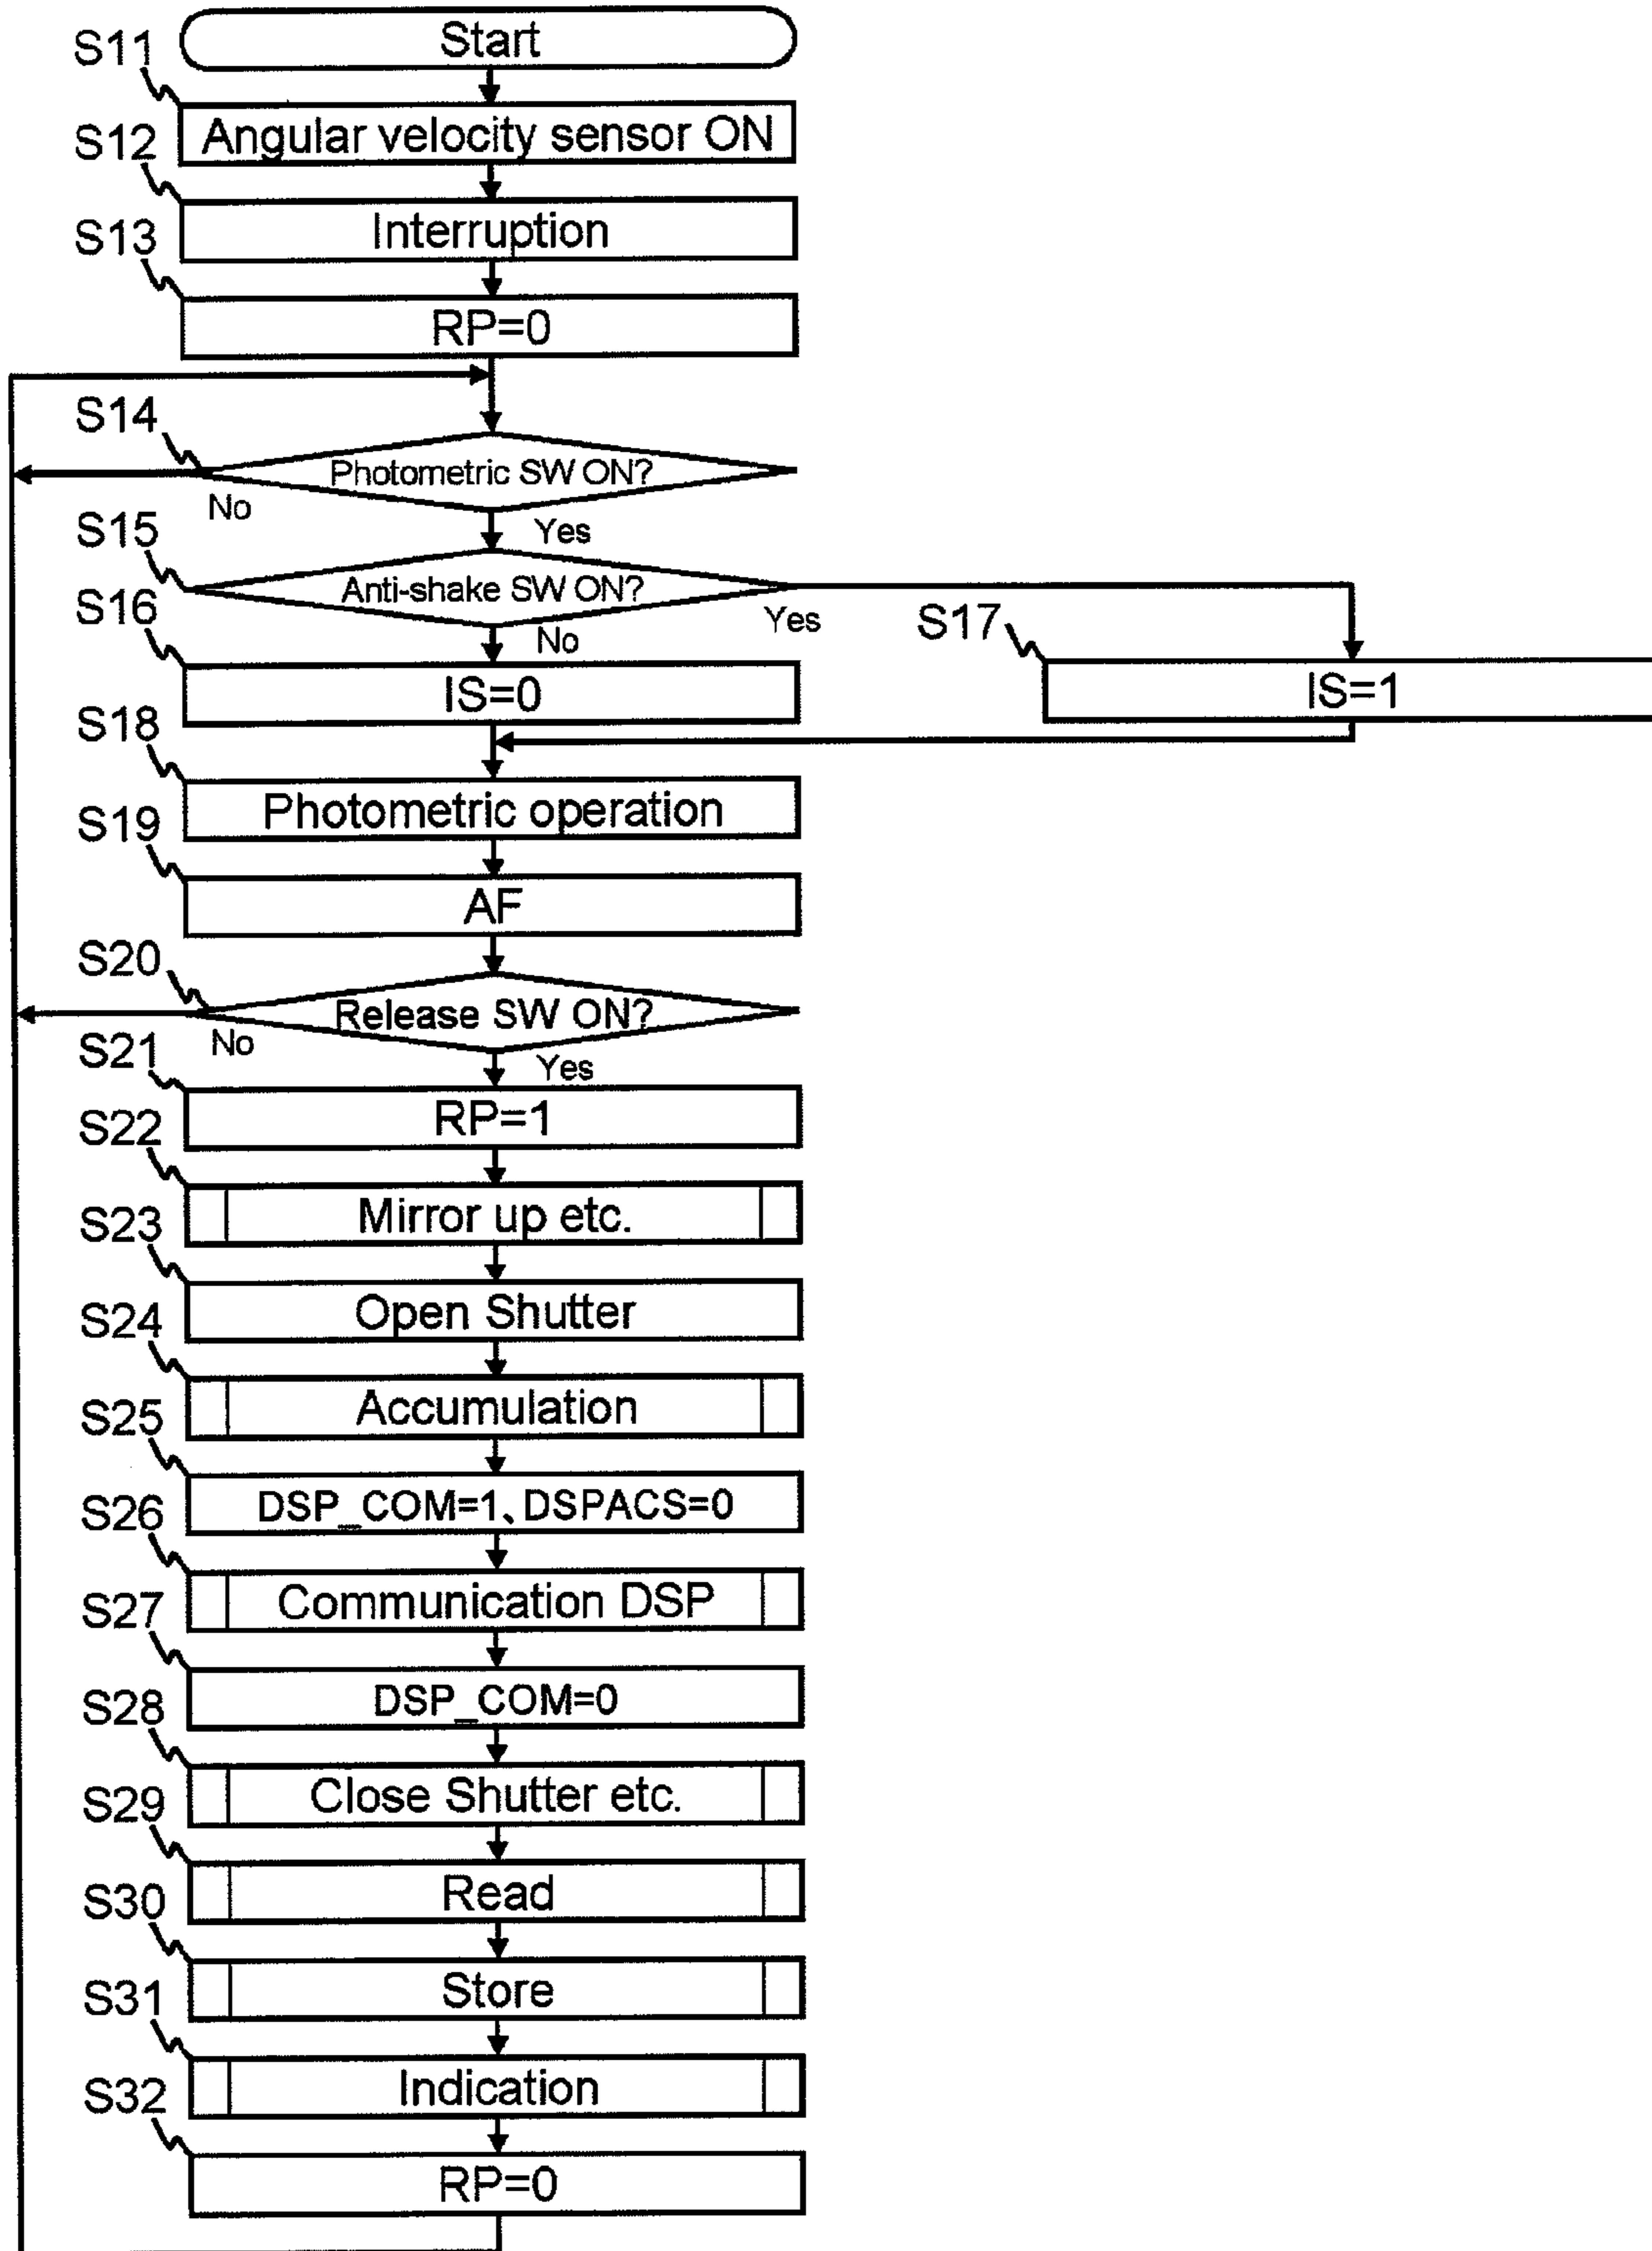 Start
S11
Angular velocity sensor ON
S12
Interruption
S13
RP=0
S14
Photometric SW ON?
No
Yes
S15
Anti-shake SW ON?
Yes
No
S16
IS=0
S17
IS=1
S18
Photometric operation
S19
AF
S20
Release SW ON?
No
Yes
S21
RP=1
S22
Mirror up etc.
S23
Open Shutter
S24
Accumulation
S25
DSP_COM=1、DSPACS=0
S26
Communication DSP
S27
DSP_COM=0
S28
Close Shutter etc.
S29
Read
S30
Store
S31
Indication
S32
RP=0